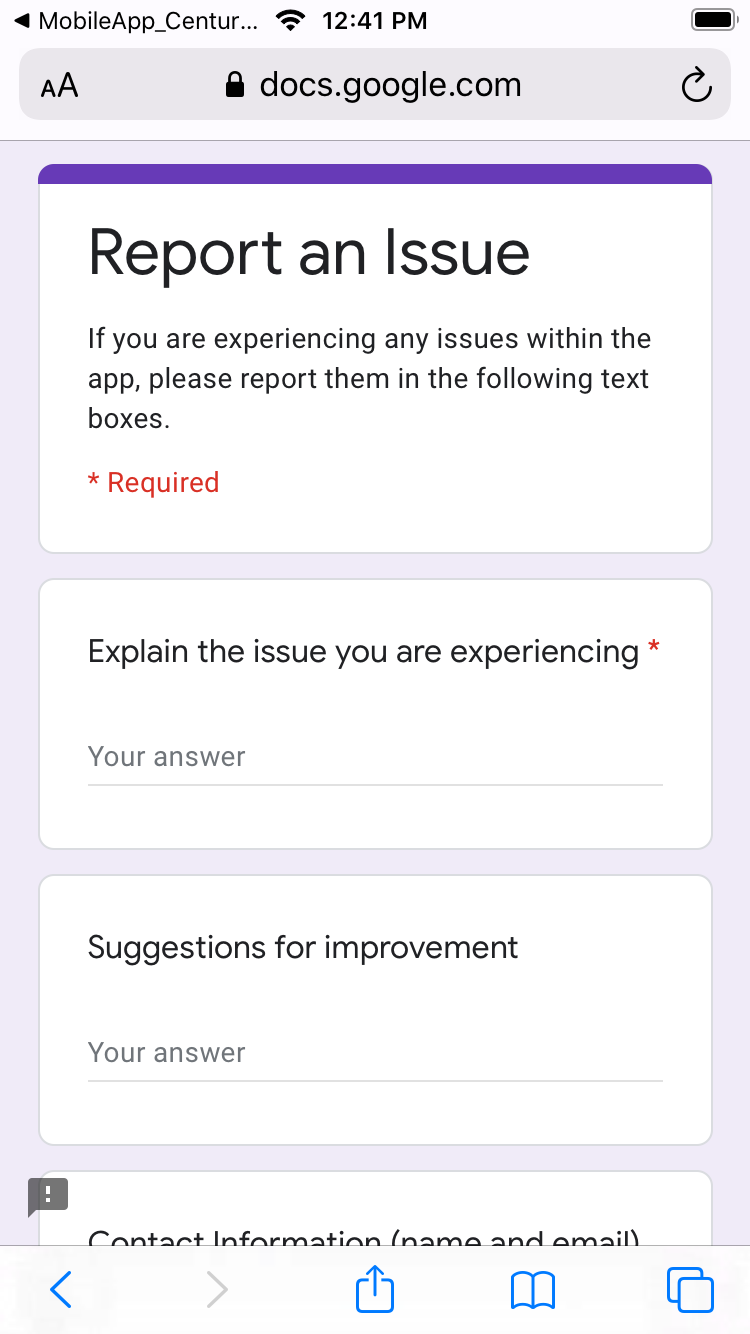 MobileApp_Centur... 12:41 PM
AA docs.google.com
Report an Issue
If you are experiencing any issues within the
app, please report them in the following text
boxes.
* Required
Explain the issue you are experiencing *
Your answer
Suggestions for improvement
Your answer
Contact Information (name and email)